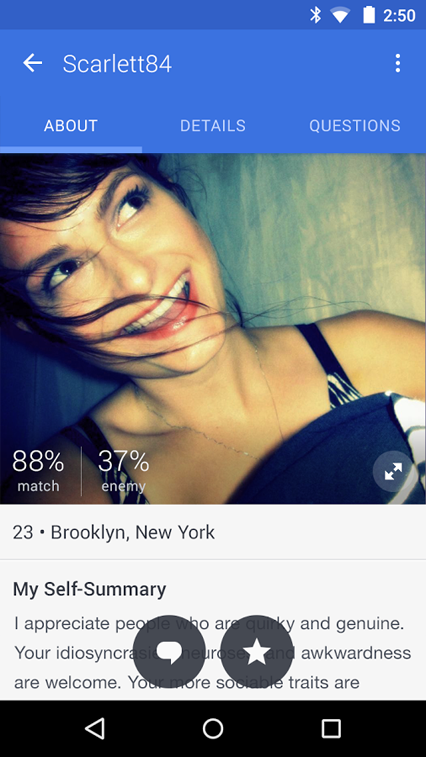 2:50
Scarlett84
ABOUT DETAILS QUESTIONS
88% 37%
match enemy
23 • Brooklyn, New York
My Self-Summary
I appreciate people who are quirky and genuine.
Your idiosyncrasies, neuroses and awkwardness
are welcome. Your more sociable traits are